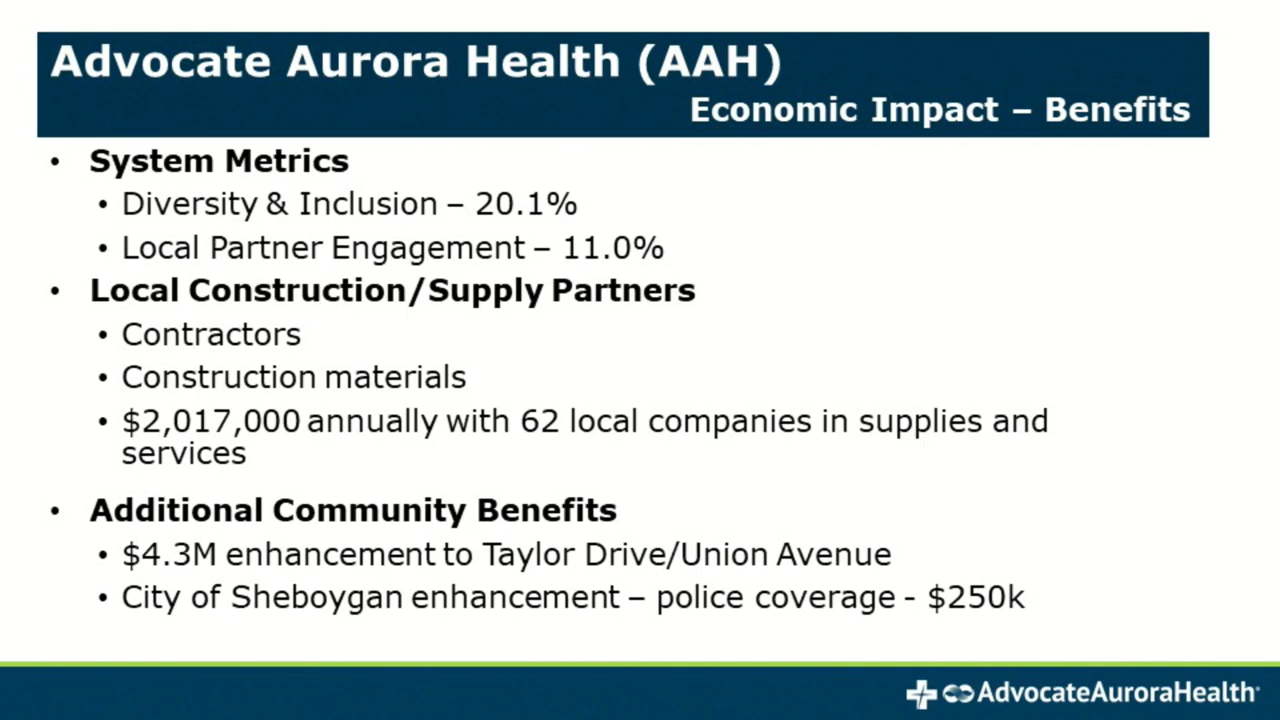 Advocate Aurora Health (AAH)
Economic Impact – Benefits
• System Metrics
• Diversity & Inclusion – 20.1%
• Local Partner Engagement – 11.0%
• Local Construction/Supply Partners
• Contractors
• Construction materials
• $2,017,000 annually with 62 local companies in supplies and
services
• Additional Community Benefits
• $4.3M enhancement to Taylor Drive/Union Avenue
• City of Sheboygan enhancement – police coverage - $250k
AdvocateAuroraHealth